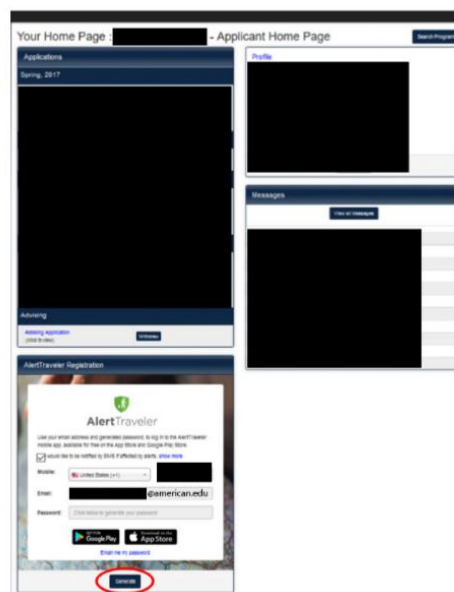 Your Home Page : - Applicant Home Page
Search Program
Applications
Profile
Spring, 2017
Messages
View all Messages
Advising
Advising Application
(click to view)
Withdraw
AlertTraveler Registration
AlertTraveler
Use your email address and generated password, to log in to the AlertTraveler
mobile app, available for free on the App Store and Google Play Store.
I would like to be notified by SMS if affected by alerts, show more
Mobile: United States (+1)
Email: @american.edu
Password: Click below to generate your password
Google Play
Download on the
App Store
Email me my password
Generate